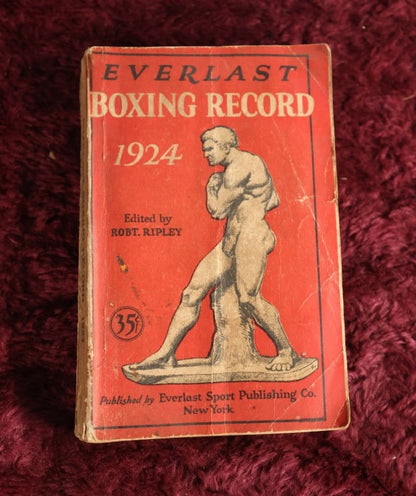 EVERLAST
BOXING RECORD
1924
Edited by
ROBT. RIPLEY
35¢
Published by Everlast Sport Publishing Co.
New York